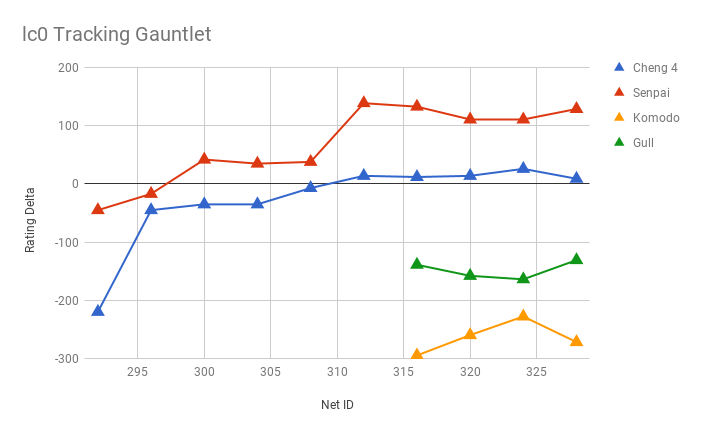 lc0 Tracking Gauntlet
200
100
0
-100
-200
-300
Rating Delta
295
300
305
310
315
320
325
Net ID
Cheng 4
Senpai
Komodo
Gull